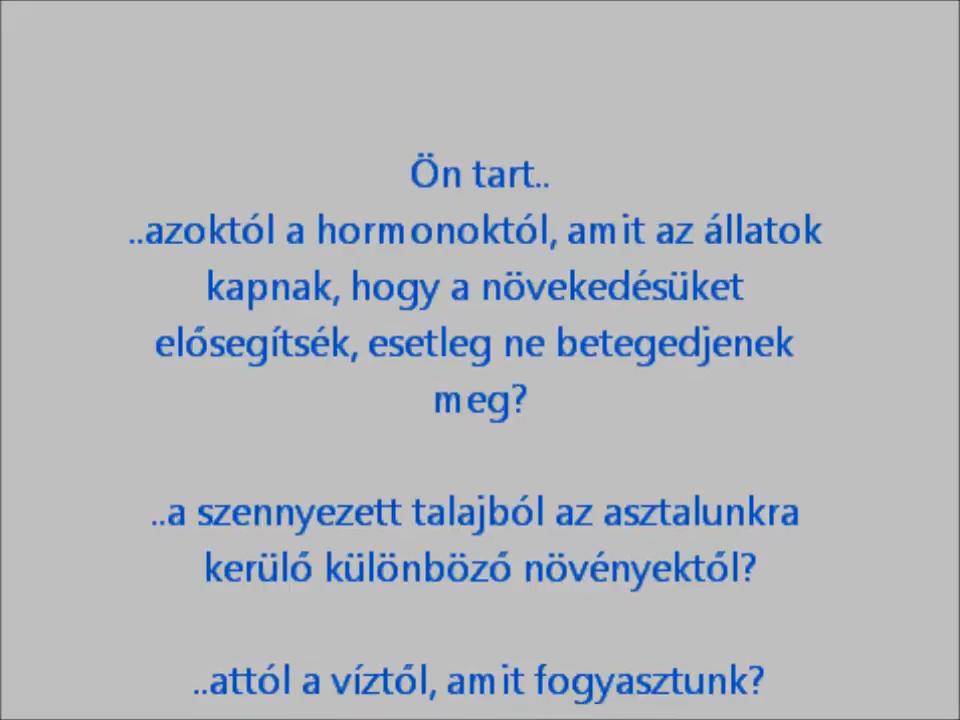 Ön tart..
..azoktól a hormonoktól, amit az állatok
kapnak, hogy a növekedésüket
elősegítsék, esetleg ne betegedjenek
meg?
..a szennyezett talajból az asztalunkra
kerülő különböző növényektől?
..attól a víztől, amit fogyasztunk?